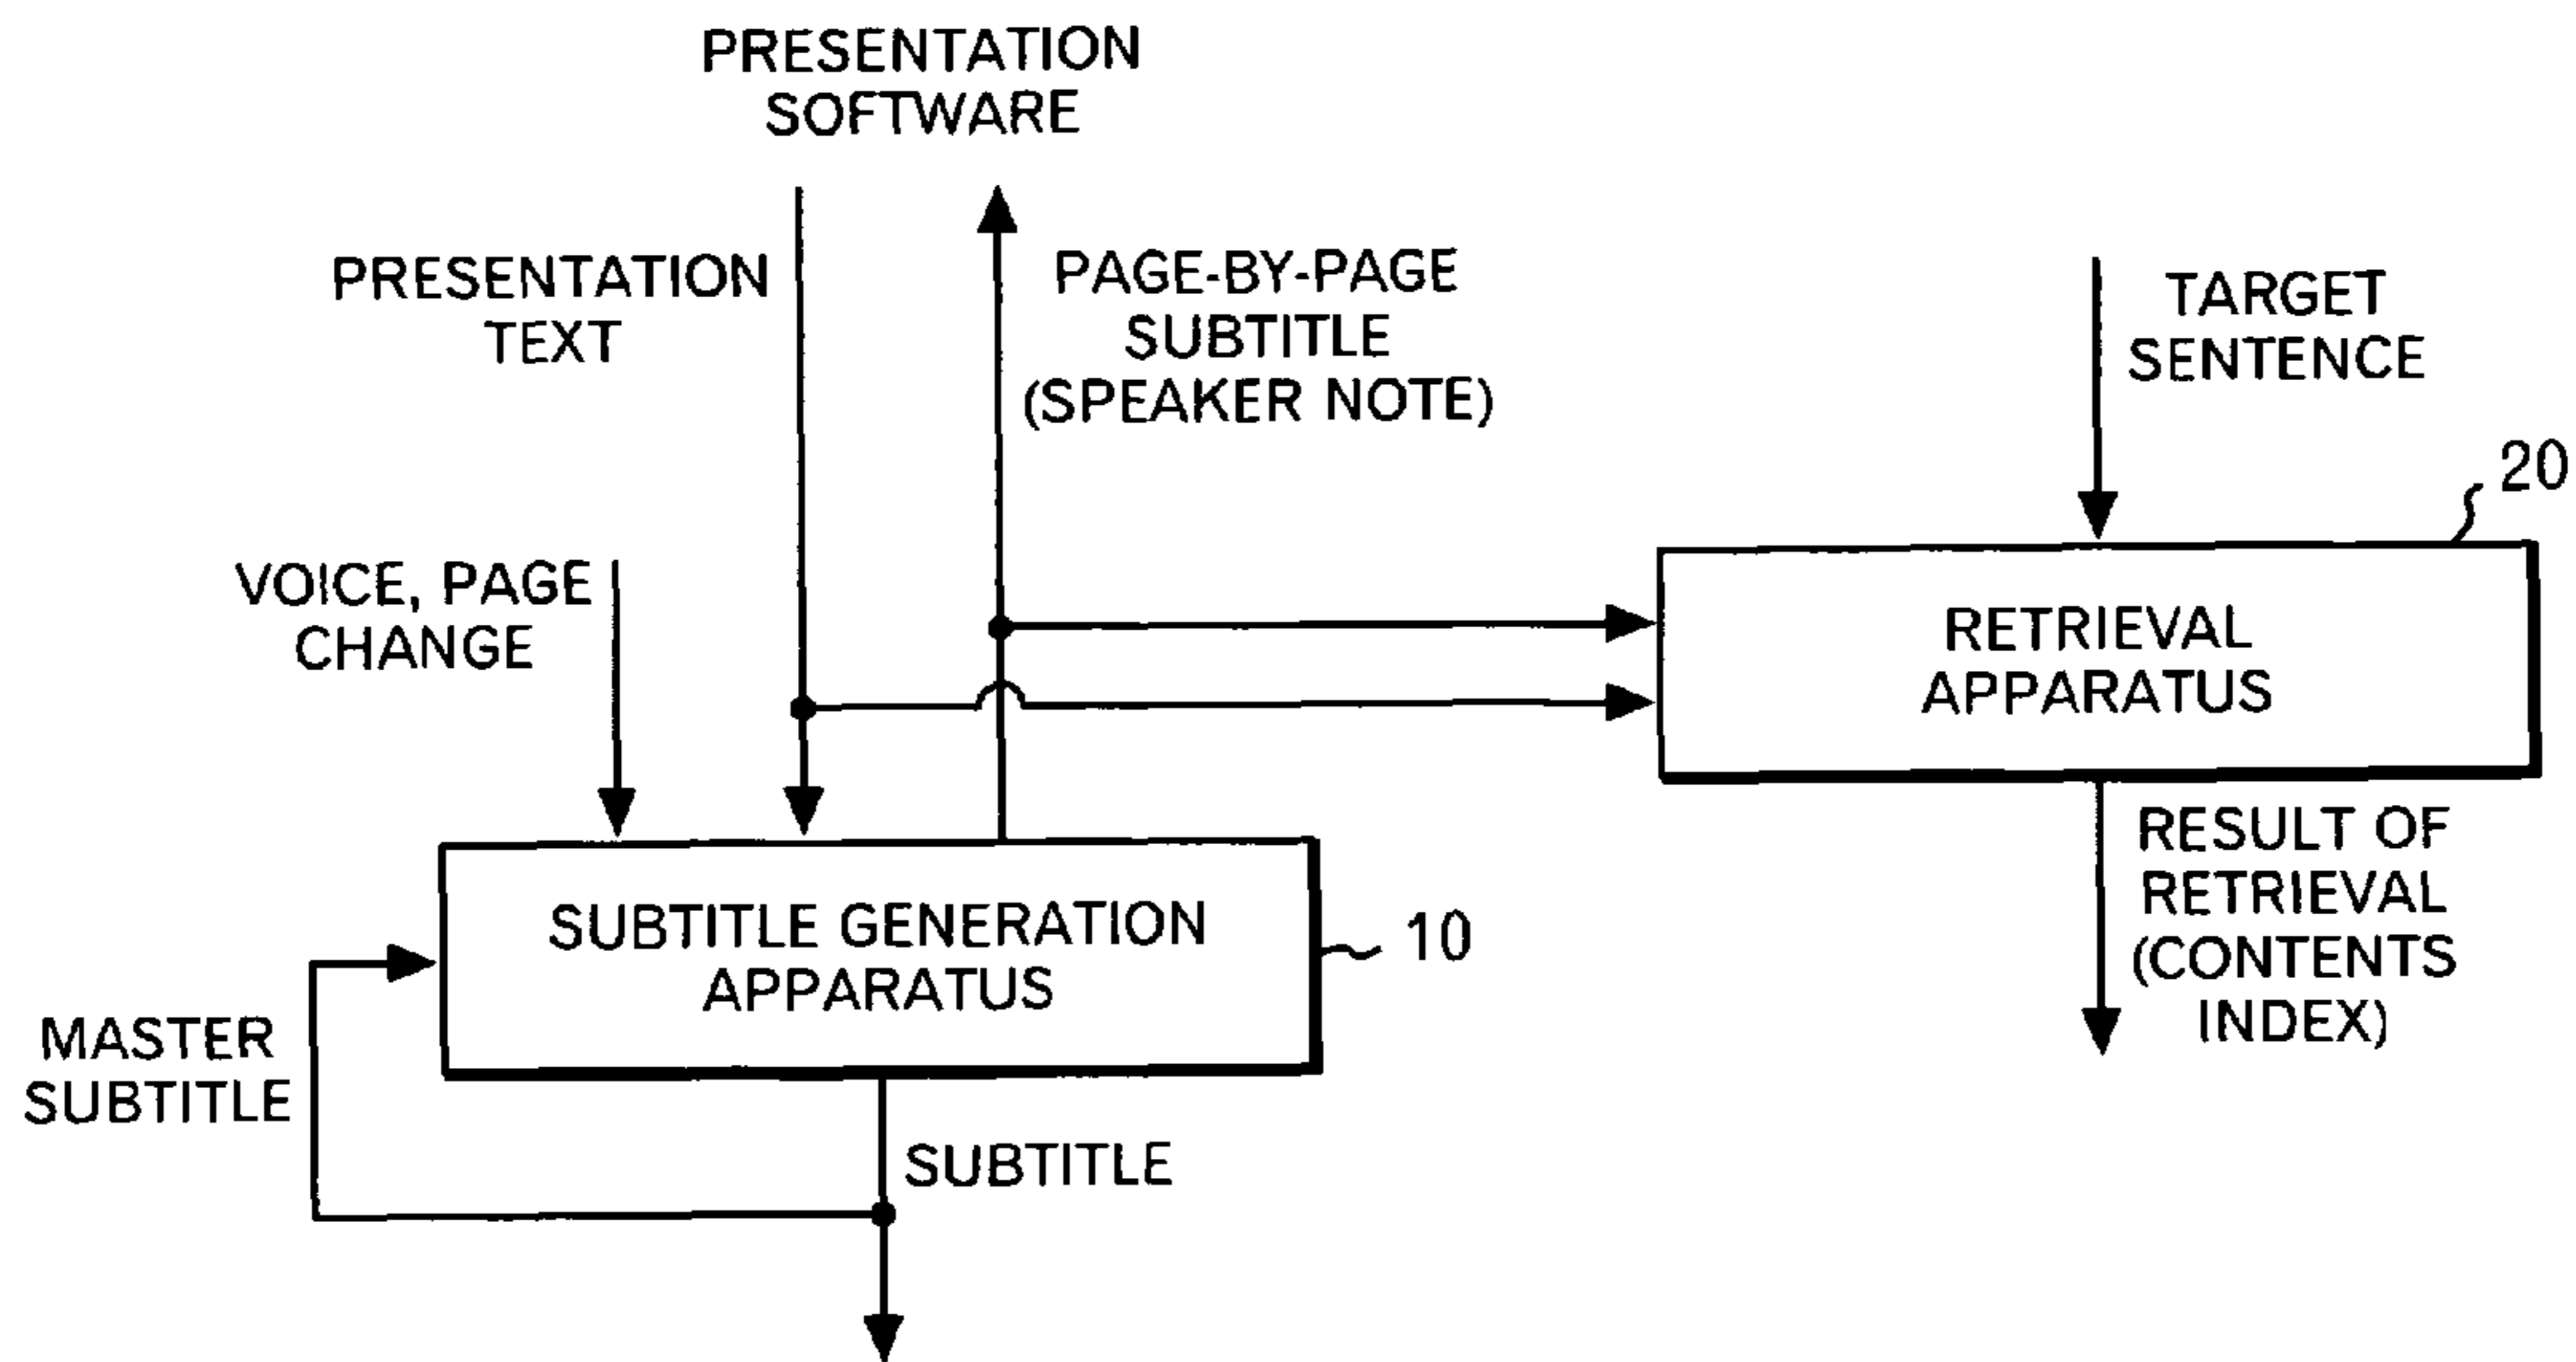 PRESENTATION
SOFTWARE
PRESENTATION
TEXT
PAGE-BY-PAGE
SUBTITLE
(SPEAKER NOTE)
TARGET
SENTENCE
20
VOICE, PAGE
CHANGE
RETRIEVAL
APPARATUS
SUBTITLE GENERATION
APPARATUS
10
RESULT OF
RETRIEVAL
(CONTENTS
INDEX)
MASTER
SUBTITLE
SUBTITLE